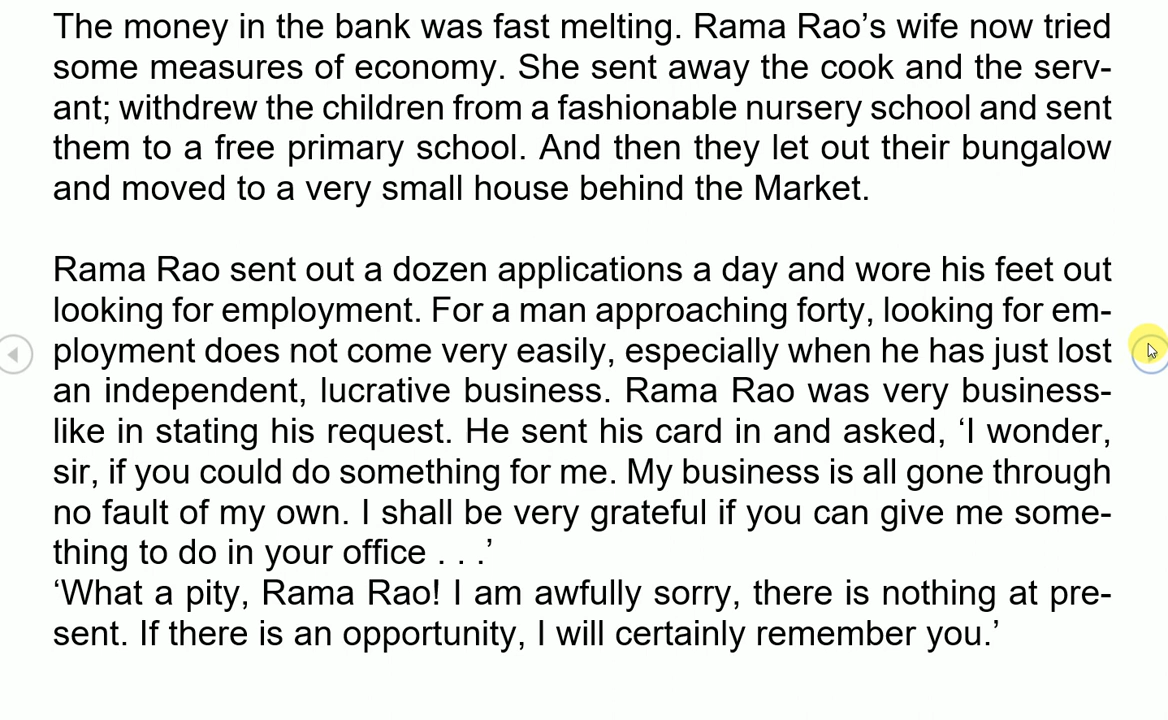 The money in the bank was fast melting. Rama Rao’s wife now tried
some measures of economy. She sent away the cook and the serv-
ant; withdrew the children from a fashionable nursery school and sent
them to a free primary school. And then they let out their bungalow
and moved to a very small house behind the Market.
Rama Rao sent out a dozen applications a day and wore his feet out
looking for employment. For a man approaching forty, looking for em-
ployment does not come very easily, especially when he has just lost
an independent, lucrative business. Rama Rao was very business-
like in stating his request. He sent his card in and asked, ‘I wonder,
sir, if you could do something for me. My business is all gone through
no fault of my own. I shall be very grateful if you can give me some-
thing to do in your office . . .’
‘What a pity, Rama Rao! I am awfully sorry, there is nothing at pre-
sent. If there is an opportunity, I will certainly remember you.’